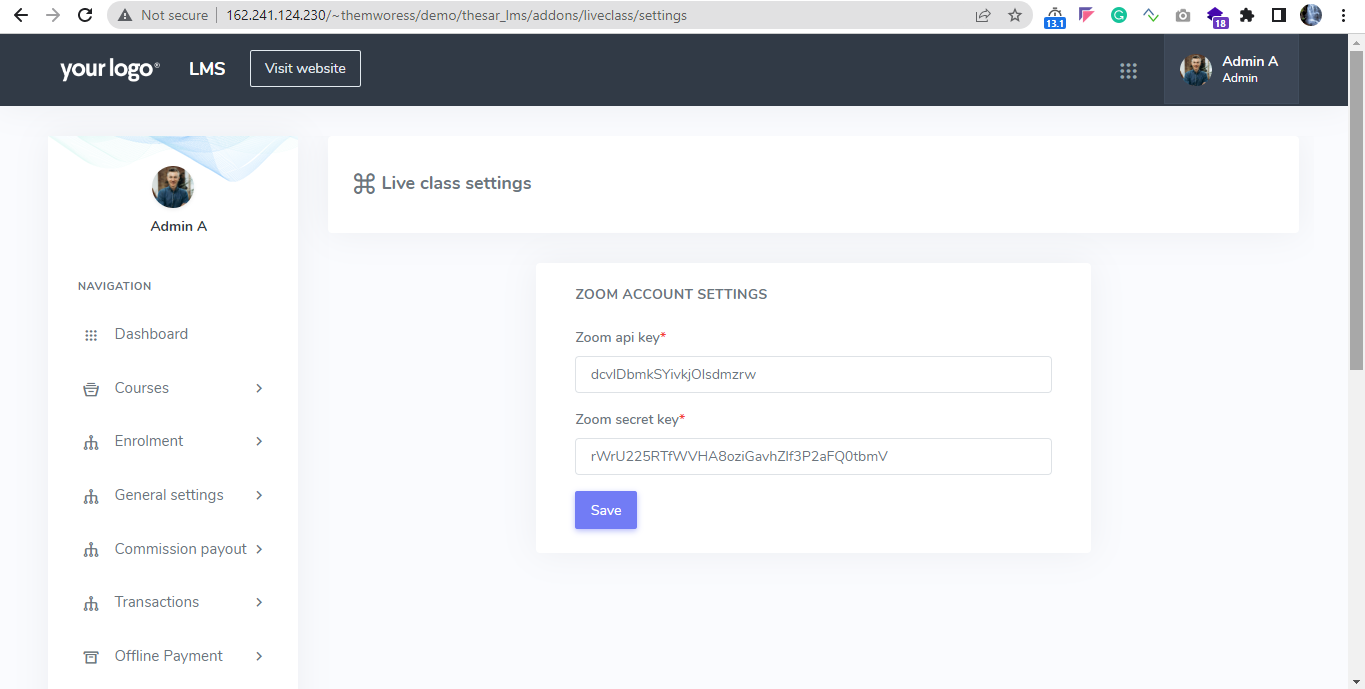 Not secure
162.241.124.230/~themworess/demo/thesar_lms/addons/liveclass/settings
13.1
18
your logo®
LMS
Visit website
Admin A
Admin
Admin A
NAVIGATION
Dashboard
Courses
Enrolment
General settings
Commission payout
Transactions
Offline Payment
Live class settings
ZOOM ACCOUNT SETTINGS
Zoom api key*
dcvIDbmkSYivkjOIsdmzrw
Zoom secret key*
rWrU225RTfWVHA8oziGavhZIf3P2aFQ0tbmV
Save